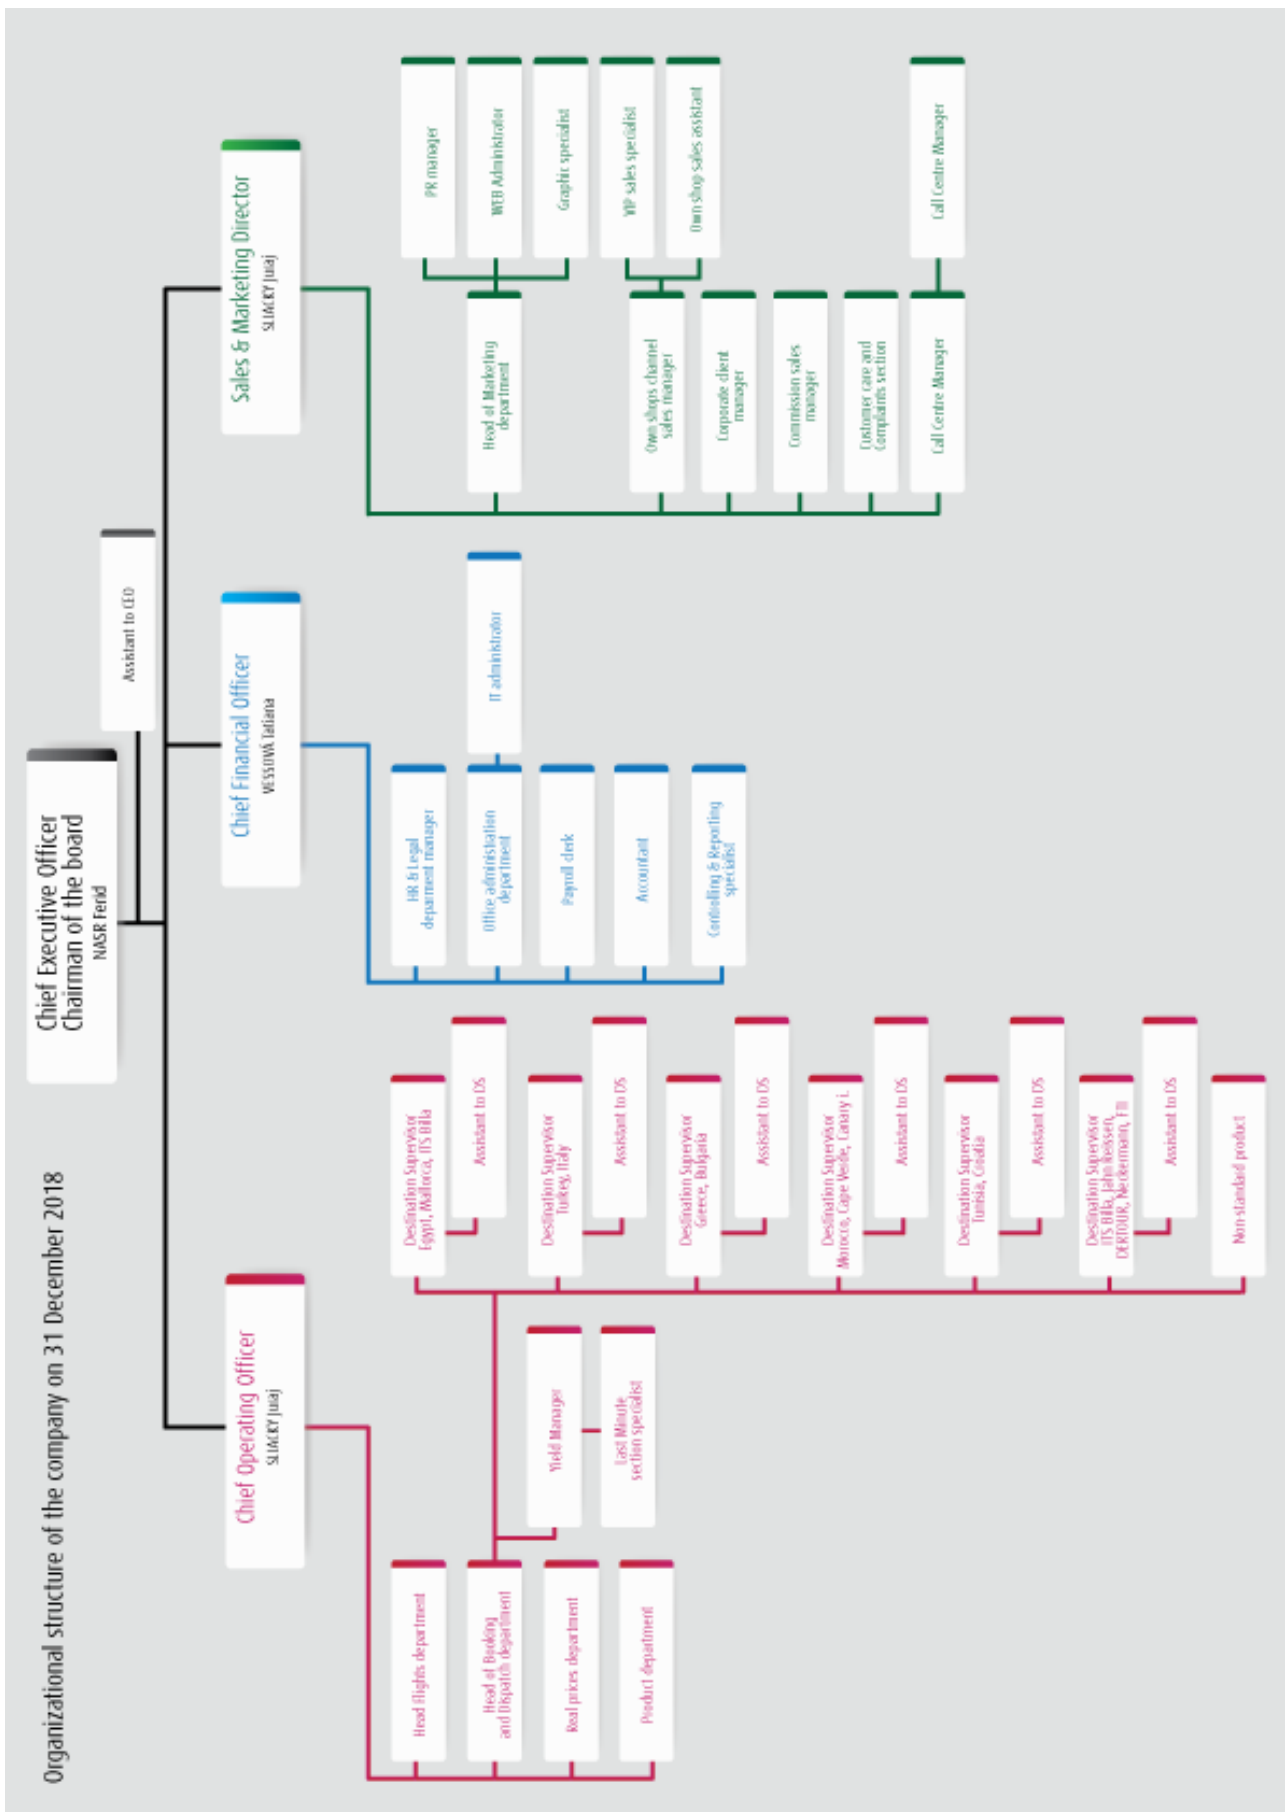 Organizational structure of the company on 31 December 2018
Chief Executive Officer
Chairman of the board
NASR Ferid
Assistant to CEO
Chief Operating Officer
SLIACKY Juraj
Chief Financial Officer
VESSOVÁ Tatiana
Sales & Marketing Director
SLIACKY Juraj
Head Flights department
Head of Booking
and Dispatch department
Real prices department
Product department
Yield Manager
Last Minute
section specialist
Destination Supervisor
Egypt, Mallorca, ITS Billa
Assistant to DS
Destination Supervisor
Turkey, Italy
Assistant to DS
Destination Supervisor
Greece, Bulgaria
Assistant to DS
Destination Supervisor
Morocco, Cape Verde, Canary i.
Assistant to DS
Destination Supervisor
Tunisia, Croatia
Assistant to DS
Destination Supervisor
ITS Billa, Jahn Reissen,
DERTOUR, Neckermann, FTI
Assistant to DS
Non-standard product
HR & Legal
department manager
Office administration
department
Payroll clerk
Accountant
Controlling & Reporting
specialist
IT administrator
Head of Marketing
department
Own shops channel
sales manager
Corporate client
manager
Commission sales
manager
Customer care and
Complaints section
Call Centre Manager
PR manager
WEB Administrator
Graphic specialist
VIP sales specialist
Own shop sales assistant
Call Centre Manager